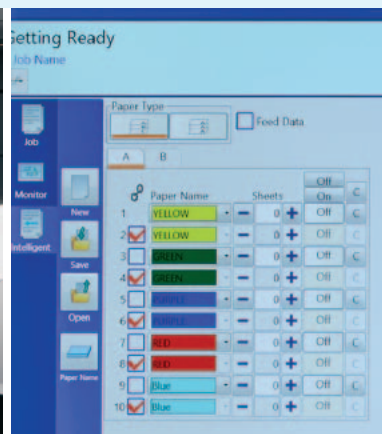 Getting Ready
Job Name
Paper Type
Feed Data
Job
A B
Monitor
Off
Paper Name Sheets On C
New
1 YELLOW 0 Off C
Intelligent
2 YELLOW 0 Off C
3 GREEN 0 Off C
Save
4 GREEN 0 Off C
5 PURPLE 0 Off C
Open
6 PURPLE 0 Off C
7 RED 0 Off C
8 RED 0 Off C
Paper Name
9 Blue 0 Off C
10 Blue 0 Off C